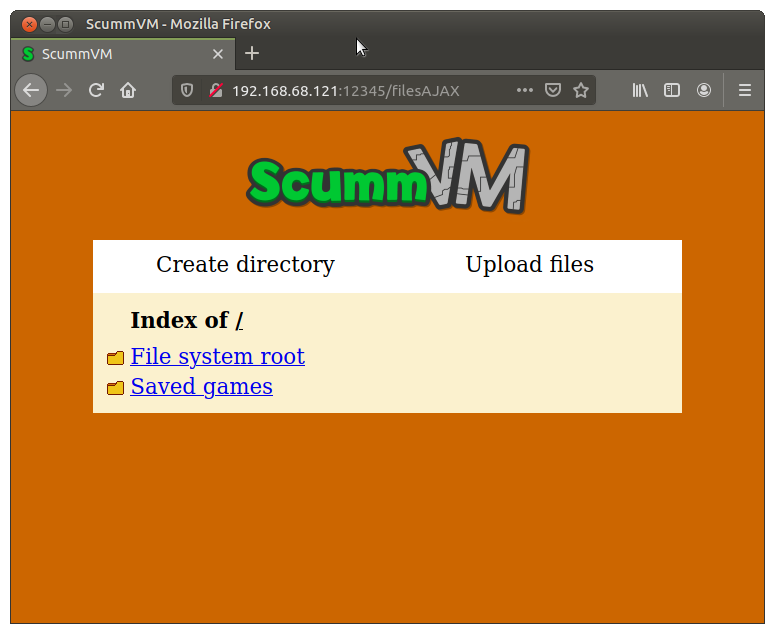 ScummVM - Mozilla Firefox
S ScummVM
192.168.68.121:12345/filesAJAX
ScummVM
Create directory Upload files
Index of /
File system root
Saved games